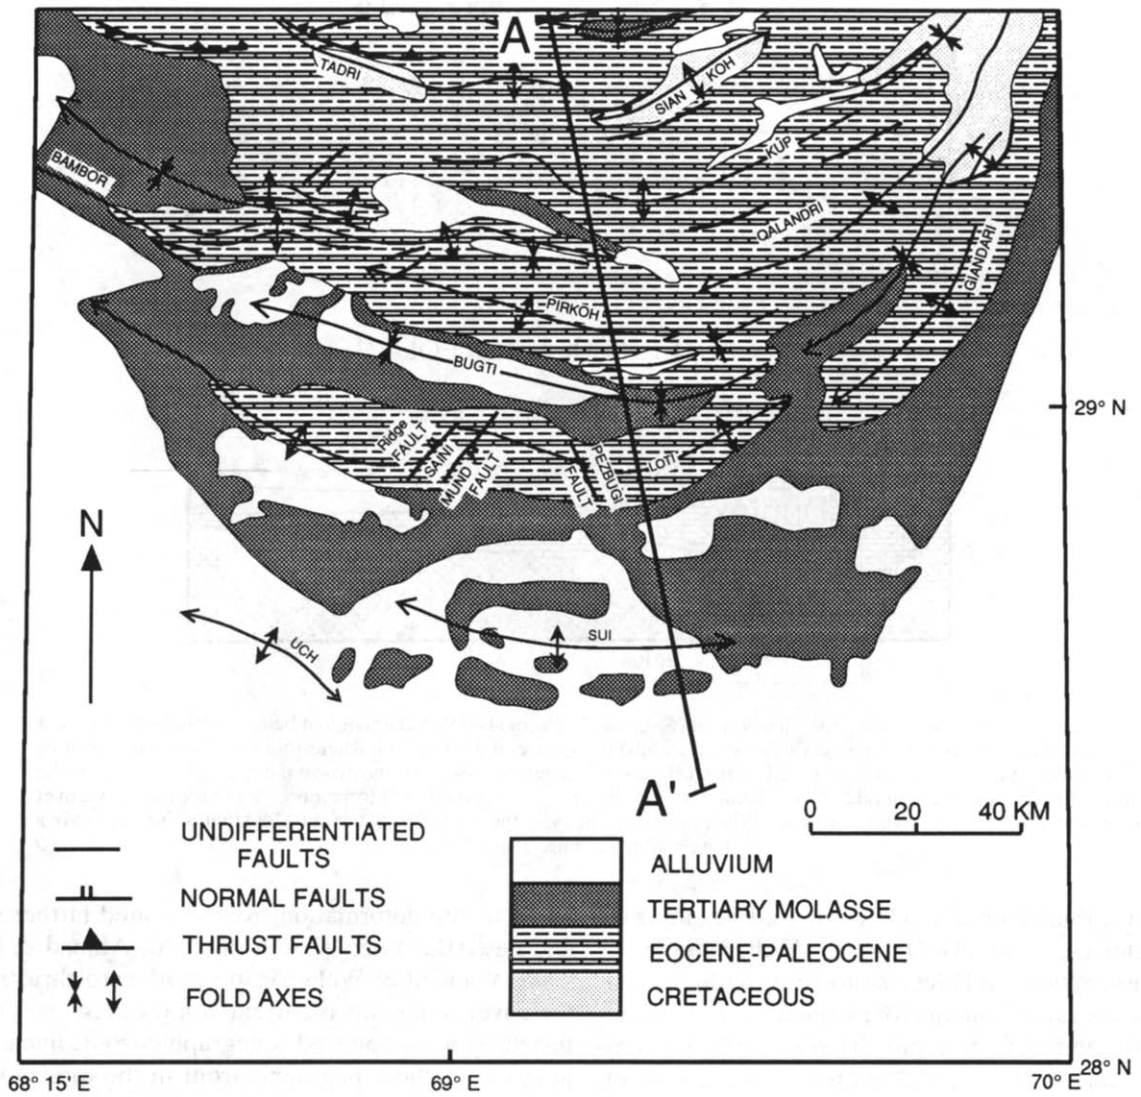 A
TADRI
SIAN KOH
KUP
BAMBOR
QALANDRI
GIANDARI
PIRKOH
BUGTI
29° N
Ridge
FAULT
SAINI
MUND
FAULT
PEZBUGI
FAULT
LOTI
N
SUI
UCH
A'
0 20 40 KM
UNDIFFERENTIATED
FAULTS
NORMAL FAULTS
THRUST FAULTS
FOLD AXES
ALLUVIUM
TERTIARY MOLASSE
EOCENE-PALEOCENE
CRETACEOUS
68° 15' E
69° E
70° E
28° N